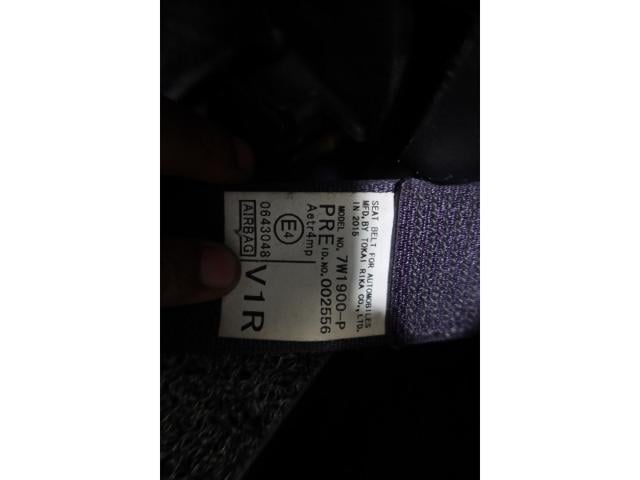 SEAT BELT FOR AUTOMOBILES
MFD. BY TOKAI RIKA CO., LTD.
IN 2015
MODEL NO. 7W1900-P
PRE ID. NO. 002556
E4 Aetr4mp
0643048
AIRBAG V1R